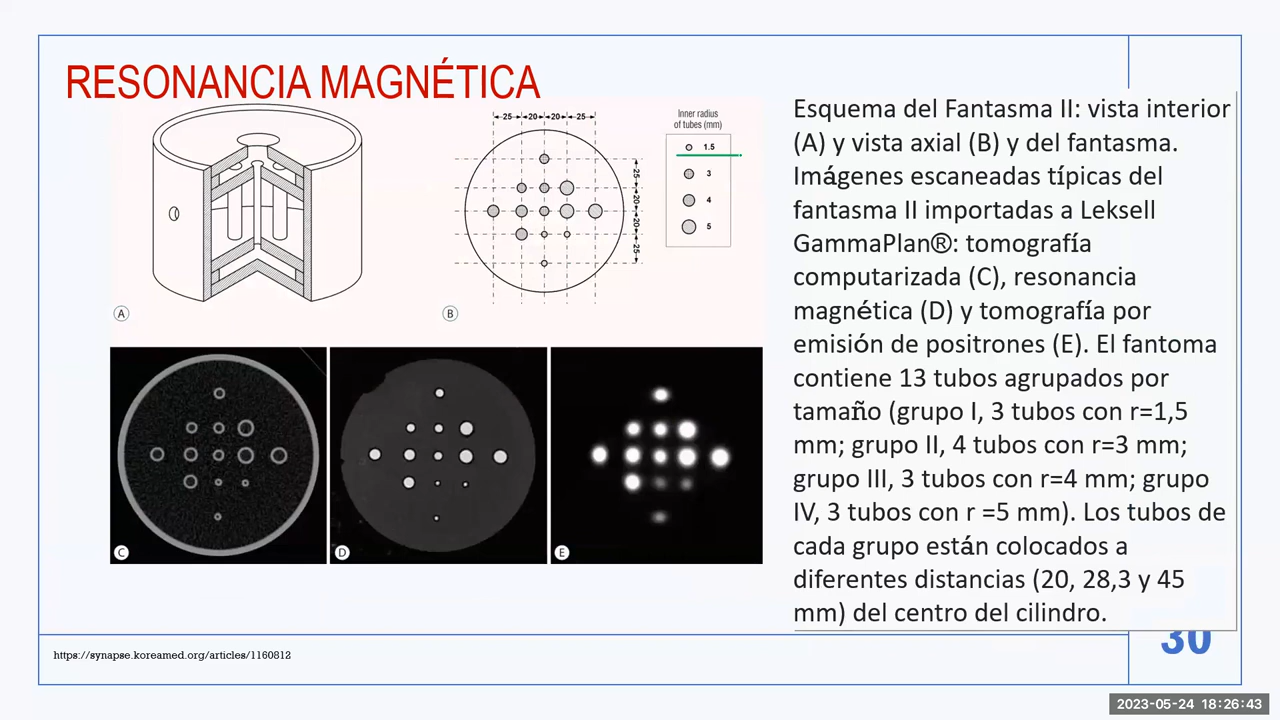 RESONANCIA MAGNÉTICA
25 20 20 25
Inner radius
of tubes (mm)
1.5
3
4
5
25
20
20
25
A
B
C
D
E
Esquema del Fantasma II: vista interior
(A) y vista axial (B) y del fantasma.
Imágenes escaneadas típicas del
fantasma II importadas a Leksell
GammaPlan®: tomografía
computarizada (C), resonancia
magnética (D) y tomografía por
emisión de positrones (E). El fantoma
contiene 13 tubos agrupados por
tamaño (grupo I, 3 tubos con r=1,5
mm; grupo II, 4 tubos con r=3 mm;
grupo III, 3 tubos con r=4 mm; grupo
IV, 3 tubos con r =5 mm). Los tubos de
cada grupo están colocados a
diferentes distancias (20, 28,3 y 45
mm) del centro del cilindro.
30
https://synapse.koreamed.org/articles/1160812
2023-05-24 18:26:43